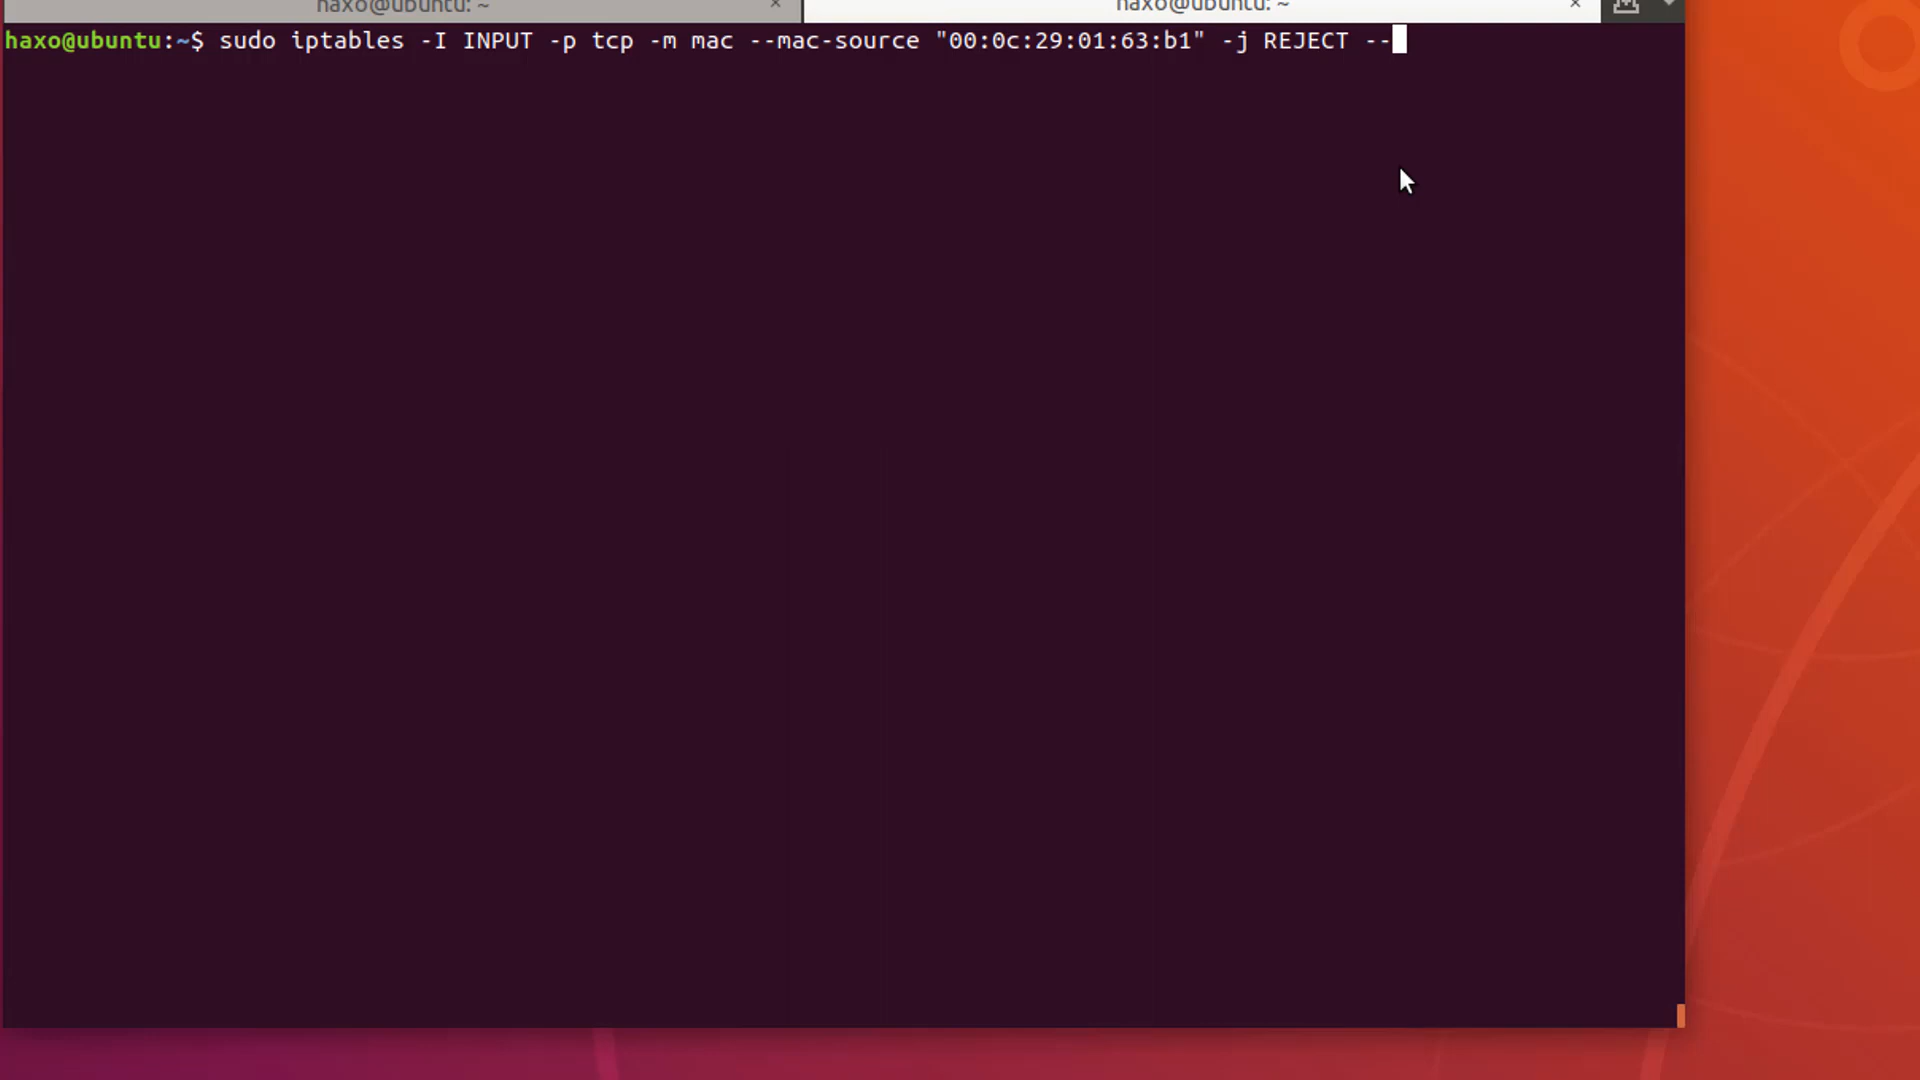 haxo@ubuntu: ~ × haxo@ubuntu: ~ ×
haxo@ubuntu:~$ sudo iptables -I INPUT -p tcp -m mac --mac-source "00:0c:29:01:63:b1" -j REJECT --